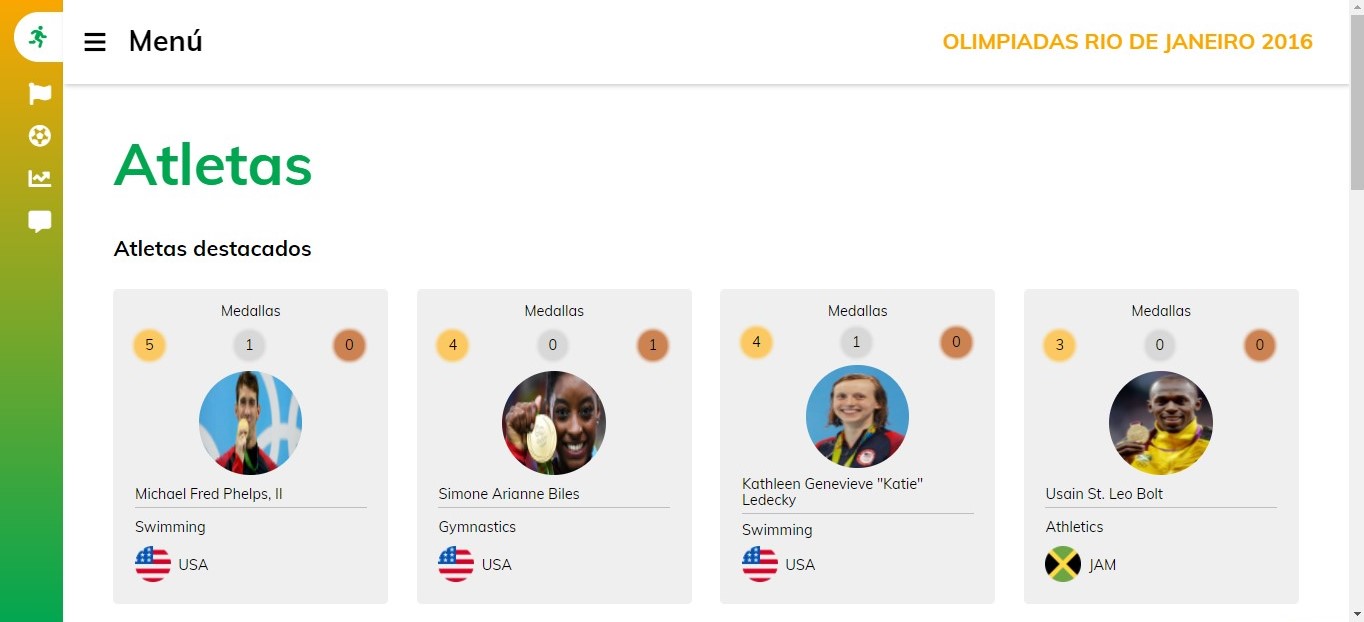 Menú
OLIMPIADAS RIO DE JANEIRO 2016
Atletas
Atletas destacados
Medallas
5 1 0
Michael Fred Phelps, II
Swimming
USA
Medallas
4 0 1
Simone Arianne Biles
Gymnastics
USA
Medallas
4 1 0
Kathleen Genevieve "Katie"
Ledecky
Swimming
USA
Medallas
3 0 0
Usain St. Leo Bolt
Athletics
JAM